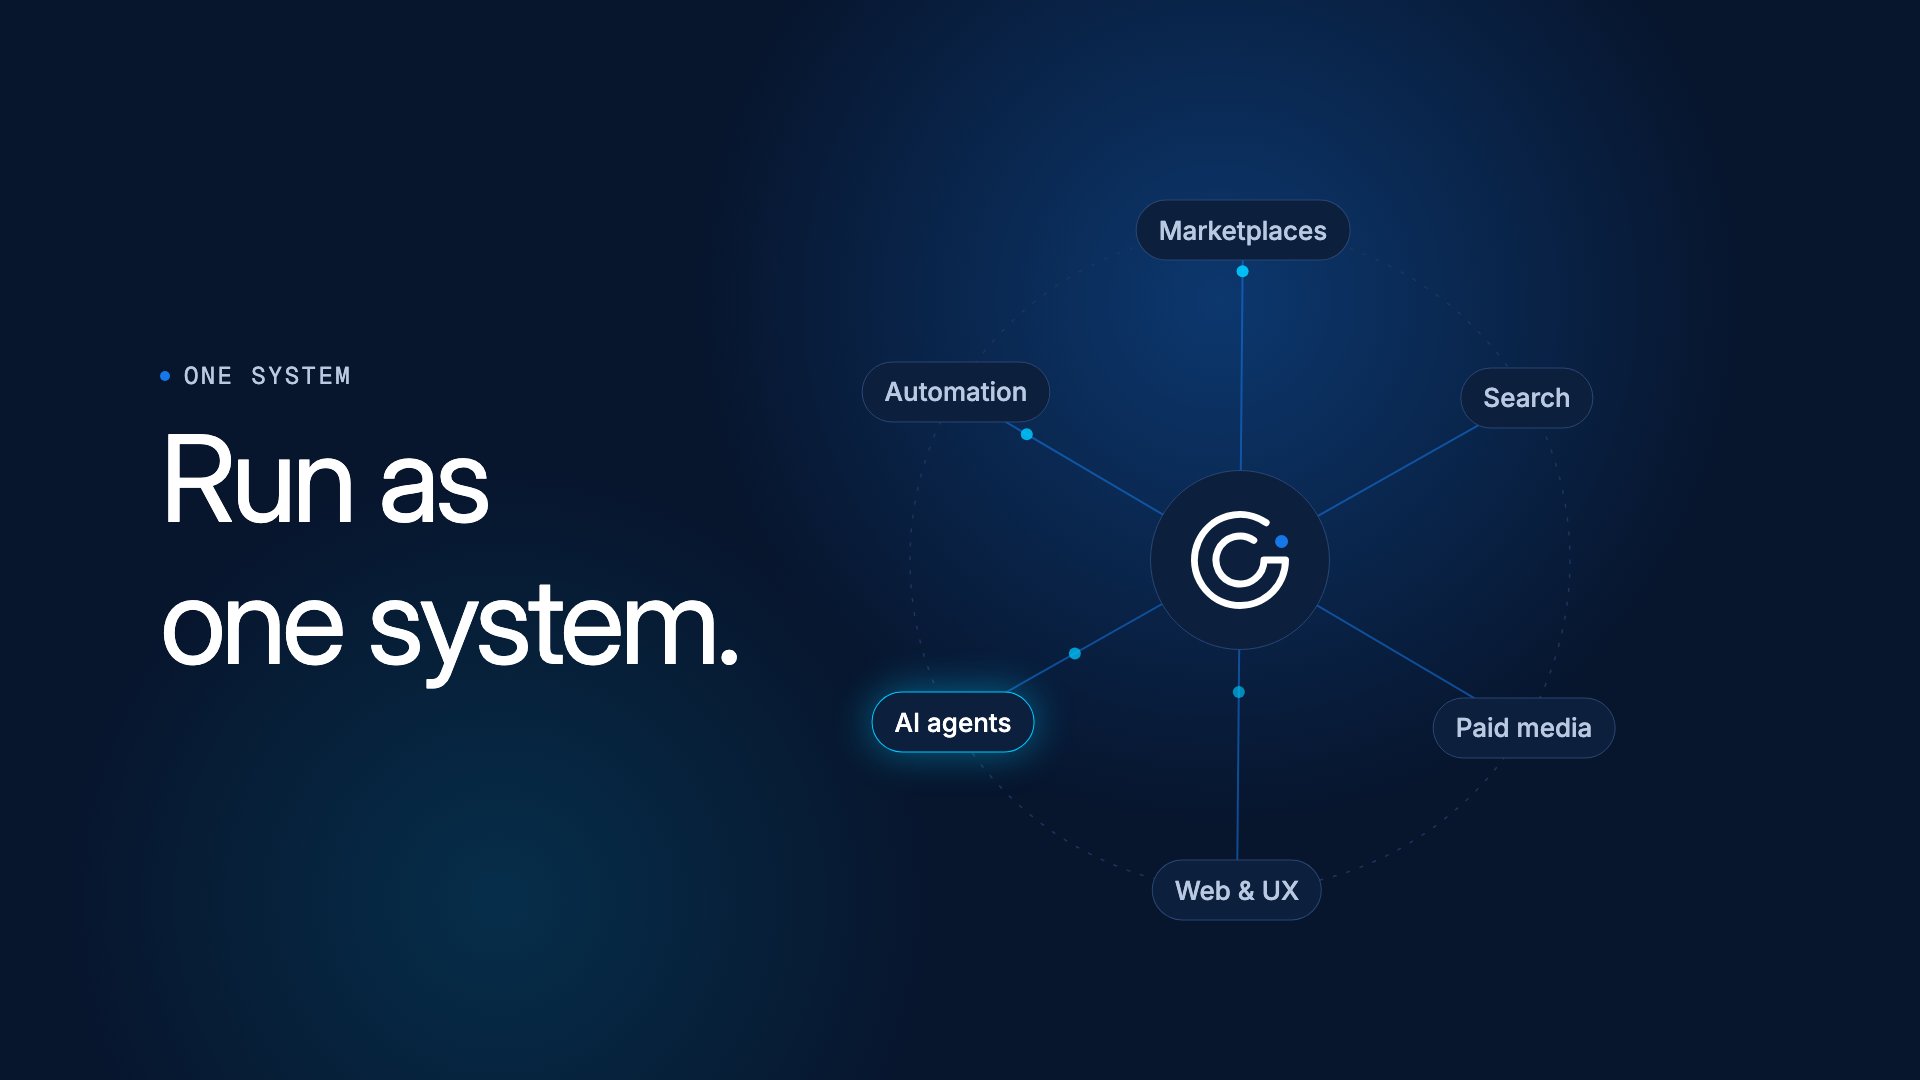 ONE SYSTEM
Run as
one system.
Marketplaces
Automation
Search
AI agents
Paid media
Web & UX